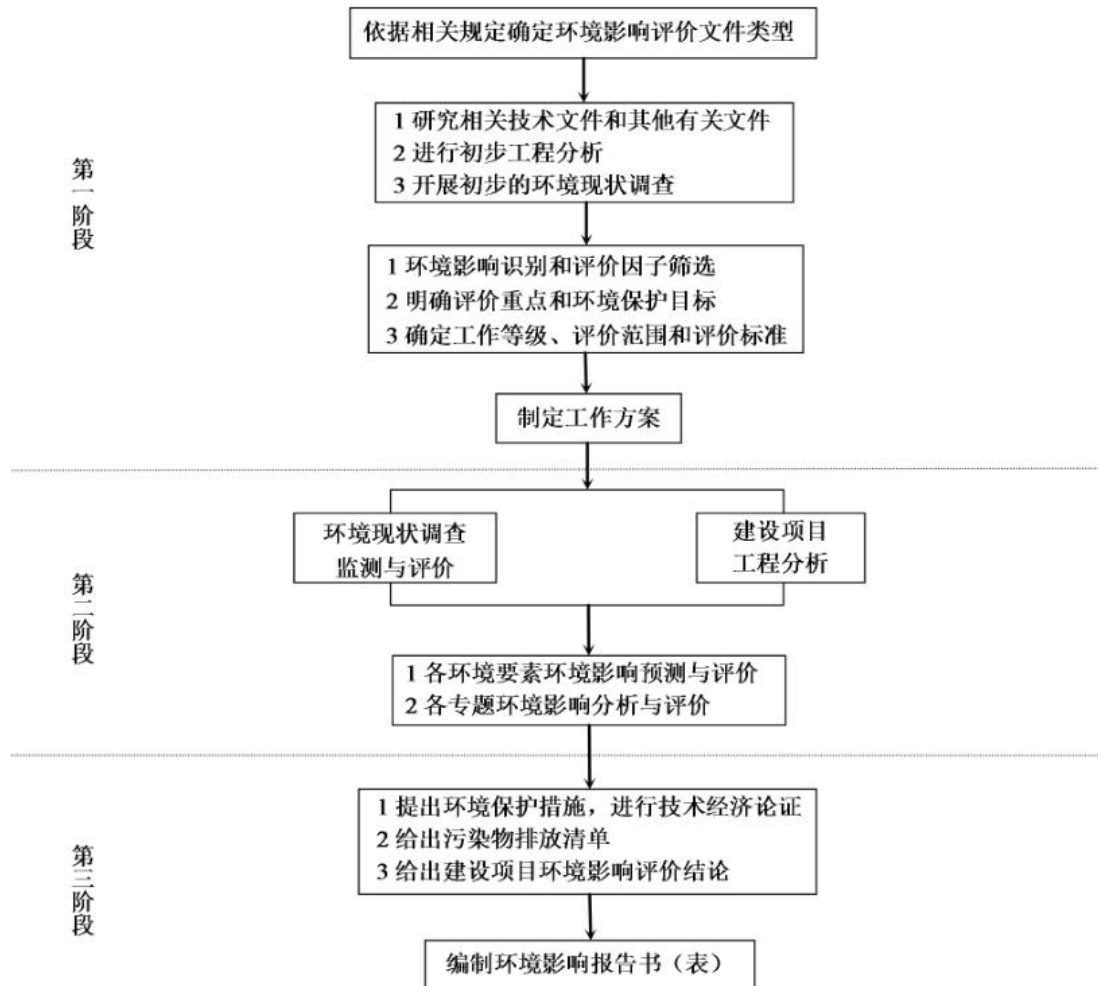 依据相关规定确定环境影响评价文件类型
第一阶段
1 研究相关技术文件和其他有关文件
2 进行初步工程分析
3 开展初步的环境现状调查
1 环境影响识别和评价因子筛选
2 明确评价重点和环境保护目标
3 确定工作等级、评价范围和评价标准
制定工作方案
第二阶段
环境现状调查
监测与评价
建设项目
工程分析
1 各环境要素环境影响预测与评价
2 各专题环境影响分析与评价
第三阶段
1 提出环境保护措施，进行技术经济论证
2 给出污染物排放清单
3 给出建设项目环境影响评价结论
编制环境影响报告书（表）